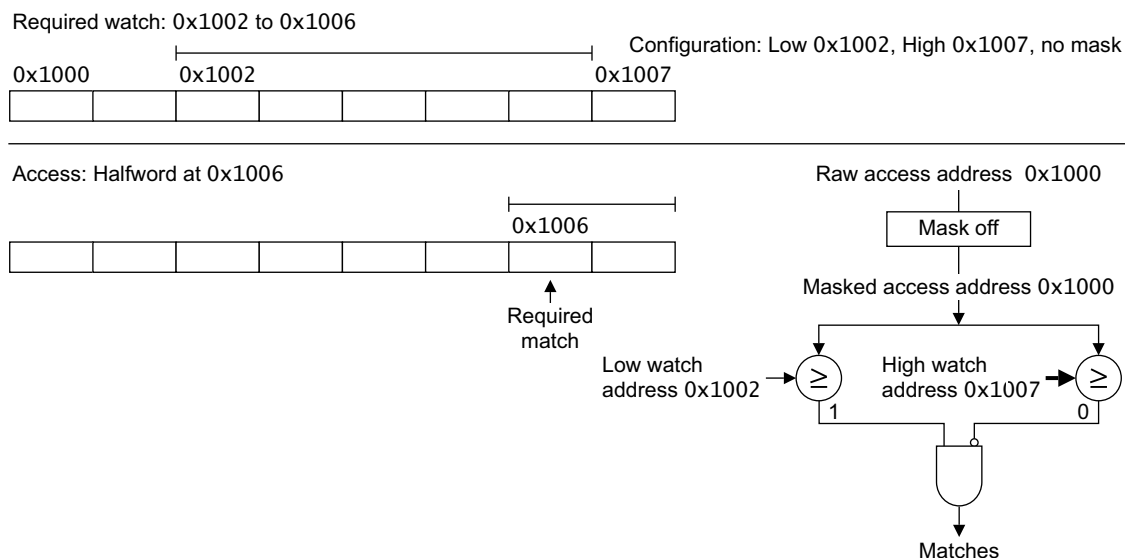 Required watch: 0x1002 to 0x1006
Configuration: Low 0x1002, High 0x1007, no mask
0x1000
0x1002
0x1007
Access: Halfword at 0x1006
Raw access address 0x1000
0x1006
Mask off
Masked access address 0x1000
Required
match
Low watch
address 0x1002
≥
High watch
address 0x1007
≥
1
0
Matches